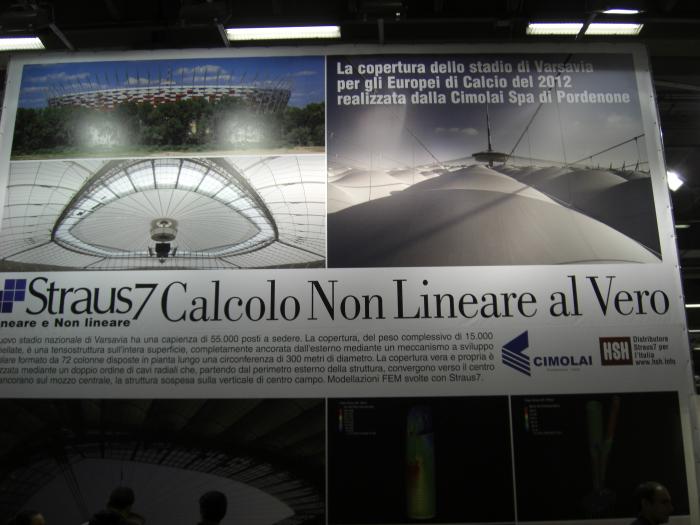 La copertura dello stadio di Varsavia
per gli Europei di Calcio del 2012
realizzata dalla Cimolai Spa di Pordenone
Straus7 Calcolo Non Lineare al Vero
neare e Non lineare
uovo stadio nazionale di Varsavia ha una capienza di 55.000 posti a sedere. La copertura, del peso complessivo di 15.000
nellate, è una tensostruttura sull'intera superficie, completamente ancorata dall'esterno mediante un meccanismo a sviluppo
olare formato da 72 colonne disposte in pianta lungo una circonferenza di 300 metri di diametro. La copertura vera e propria è
zzata mediante un doppio ordine di cavi radiali che, partendo dal perimetro esterno della struttura, convergono verso il centro
ancorano sul mozzo centrale, la struttura sospesa sulla verticale di centro campo. Modellazioni FEM svolte con Straus7.
CIMOLAI
HSH
Distributore
Straus7 per
l'Italia
www.hsh.info